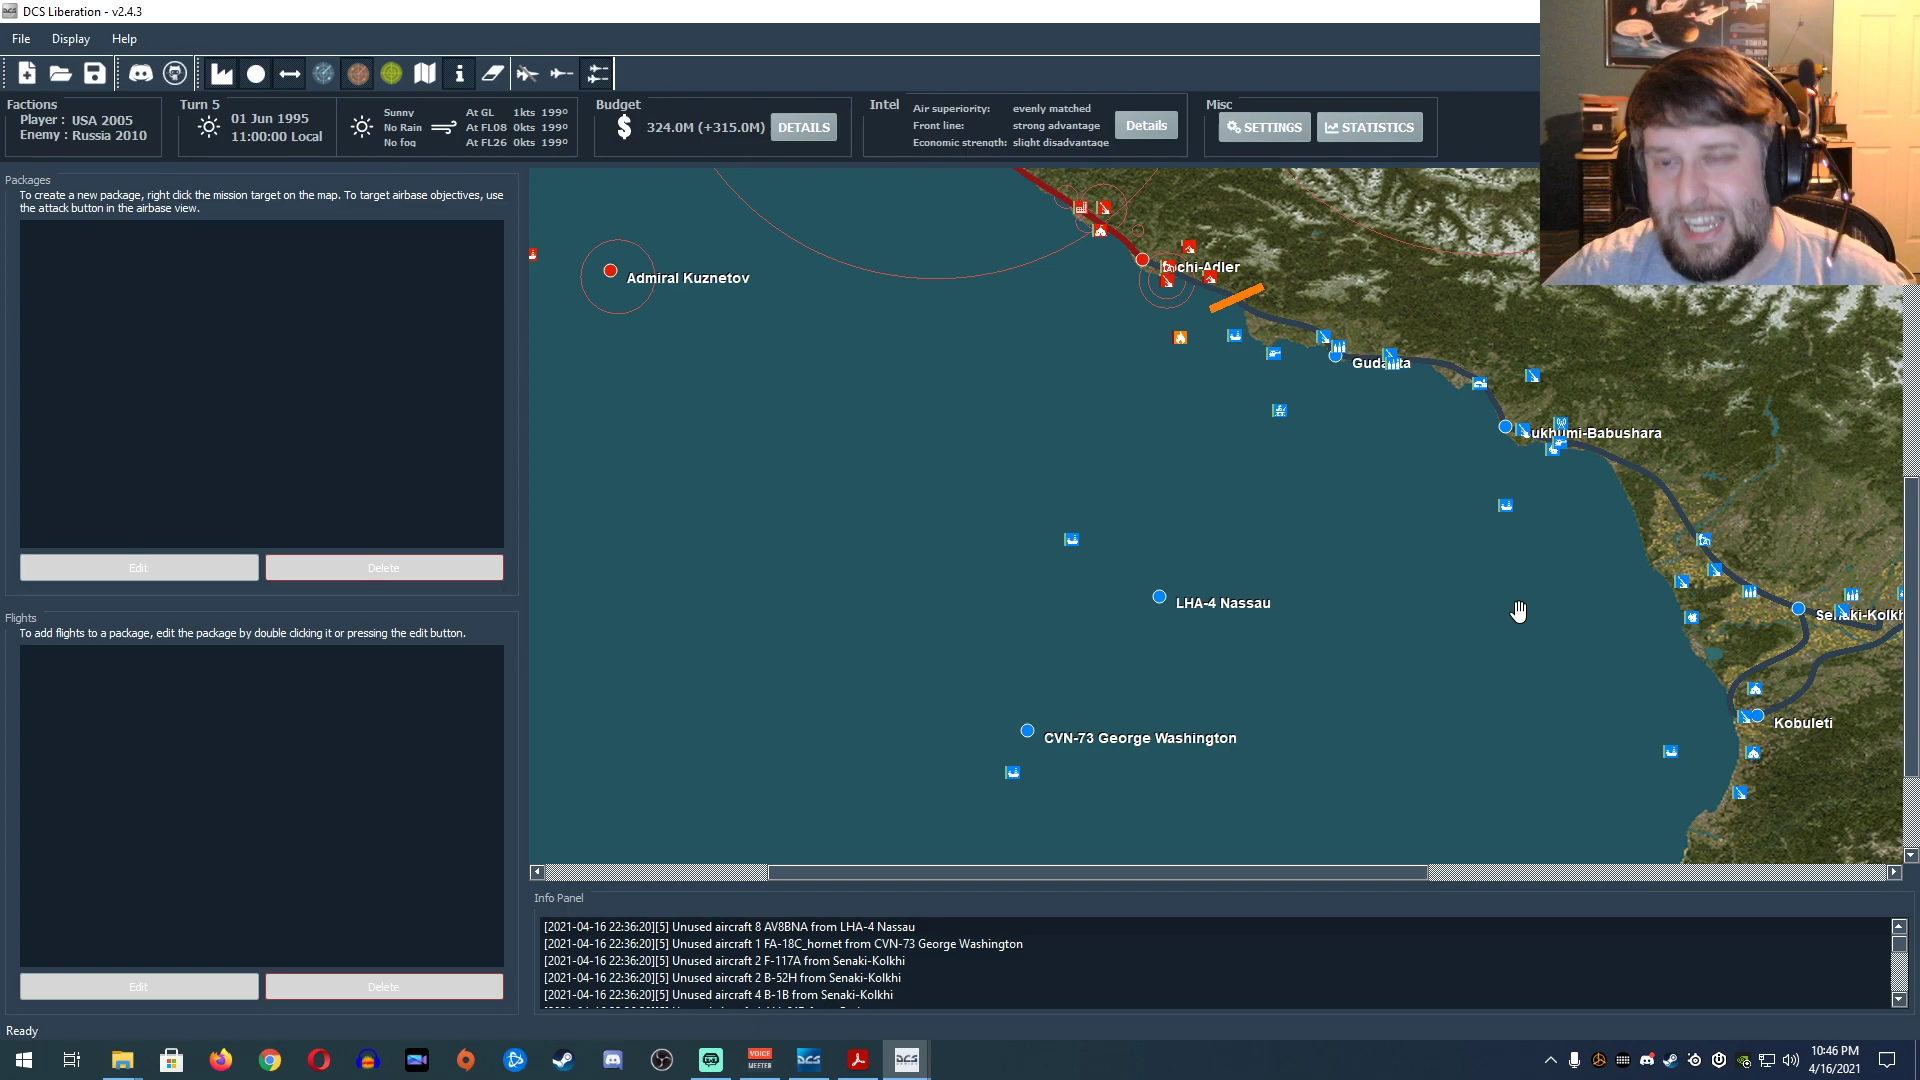 DCS Liberation - v2.4.3
File Display Help
Factions
Player : USA 2005
Enemy : Russia 2010
Turn 5
01 Jun 1995
11:00:00 Local
Sunny
No Rain
No fog
At GL 1kts 199º
At FL08 0kts 199º
At FL26 0kts 199º
Budget
$ 324.0M (+315.0M) DETAILS
Intel
Air superiority: evenly matched
Front line: strong advantage
Economic strength: slight disadvantage
Details
Misc
SETTINGS STATISTICS
Packages
To create a new package, right click the mission target on the map. To target airbase objectives, use
the attack button in the airbase view.
Edit Delete
Flights
To add flights to a package, edit the package by double clicking it or pressing the edit button.
Edit Delete
Admiral Kuznetov
Gudauta
LHA-4 Nassau
CVN-73 George Washington
Kobuleti
Info Panel
[2021-04-16 22:36:20][5] Unused aircraft 8 AV8BNA from LHA-4 Nassau
[2021-04-16 22:36:20][5] Unused aircraft 1 FA-18C_hornet from CVN-73 George Washington
[2021-04-16 22:36:20][5] Unused aircraft 2 F-117A from Senaki-Kolkhi
[2021-04-16 22:36:20][5] Unused aircraft 2 B-52H from Senaki-Kolkhi
[2021-04-16 22:36:20][5] Unused aircraft 4 B-1B from Senaki-Kolkhi
Ready
VOICE
MEETER
DCS
DCS
10:46 PM
4/16/2021